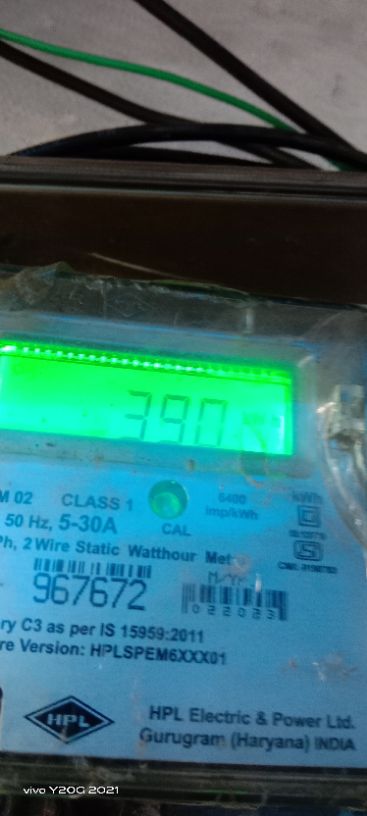 390
M 02 CLASS 1
6400
imp/kWh
kWh
50 Hz, 5-30A
CAL
Ph, 2 Wire Static Watthour Met
967672
M/YR
022023
ry C3 as per IS 15959:2011
re Version: HPLSPEM6XXX01
HPL
HPL Electric & Power Ltd.
Gurugram (Haryana) INDIA
vivo Y20G 2021